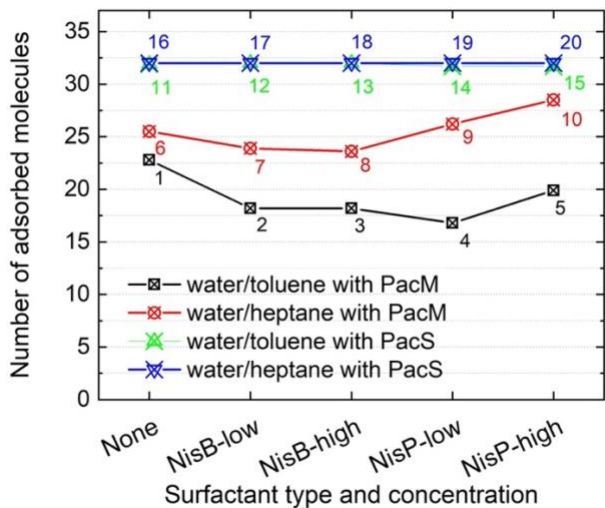 Number of adsorbed molecules
35
30
25
20
15
10
5
0
16 17 18 19 20
11 12 13 14 15
6 7 8 9 10
1 2 3 4 5
water/toluene with PacM
water/heptane with PacM
water/toluene with PacS
water/heptane with PacS
None NisB-low NisB-high NisP-low NisP-high
Surfactant type and concentration